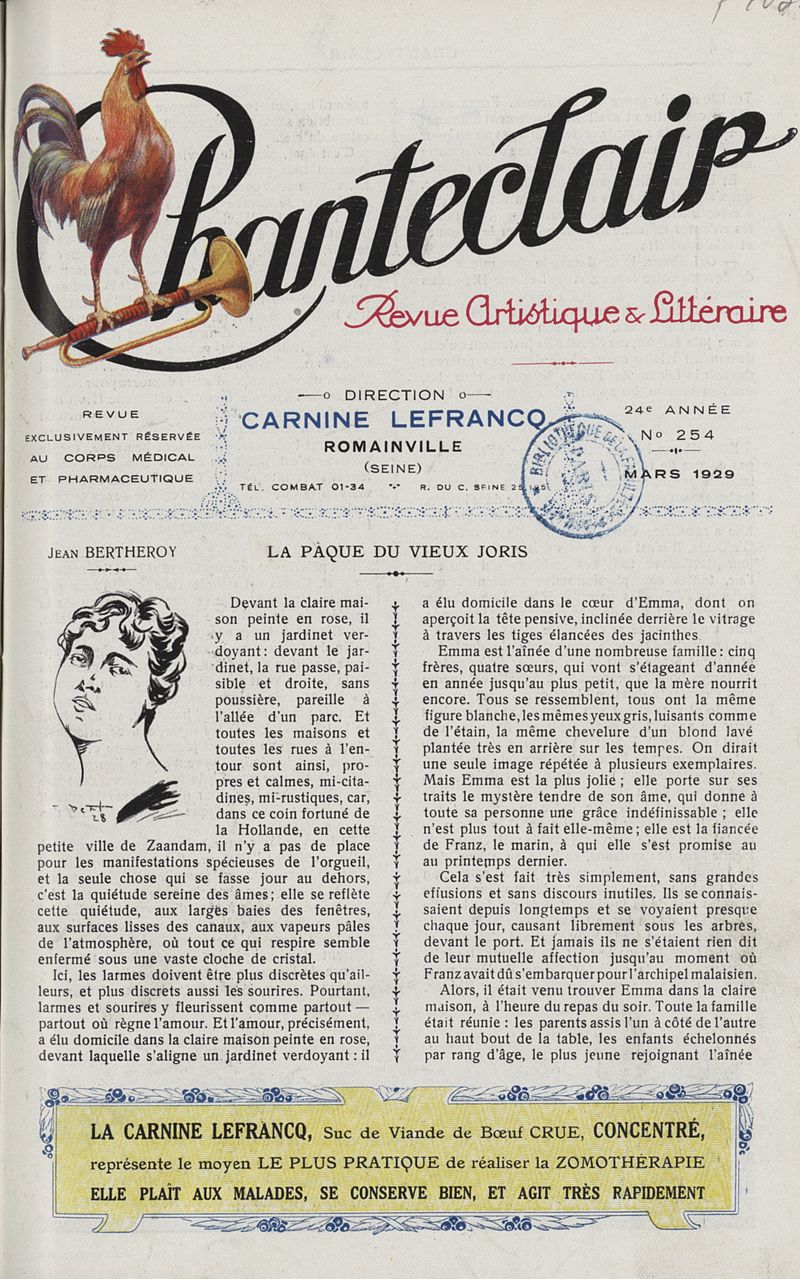 Chanteclair
Revue Artistique & Littéraire
REVUE
EXCLUSIVEMENT RÉSERVÉE
AU CORPS MÉDICAL
ET PHARMACEUTIQUE
DIRECTION
CARNINE LEFRANCQ
ROMAINVILLE
(SEINE)
TÉL. COMBAT 01-34 R. DU C. SEINE
24e ANNÉE
No 254
MARS 1929
BIBLIOTHÈQUE DE
JEAN BERTHEROY
LA PÂQUE DU VIEUX JORIS
28
Devant la claire mai-
son peinte en rose, il
y a un jardinet ver-
doyant : devant le jar-
dinet, la rue passe, pai-
sible et droite, sans
poussière, pareille à
l'allée d'un parc. Et
toutes les maisons et
toutes les rues à l'en-
tour sont ainsi, pro-
pres et calmes, mi-cita-
dines, mi-rustiques, car,
dans ce coin fortuné de
la Hollande, en cette
petite ville de Zaandam, il n'y a pas de place
pour les manifestations spécieuses de l'orgueil,
et la seule chose qui se fasse jour au dehors,
c'est la quiétude sereine des âmes ; elle se reflète
cette quiétude, aux larges baies des fenêtres,
aux surfaces lisses des canaux, aux vapeurs pâles
de l'atmosphère, où tout ce qui respire semble
enfermé sous une vaste cloche de cristal.
Ici, les larmes doivent être plus discrètes qu'ail-
leurs, et plus discrets aussi les sourires. Pourtant,
larmes et sourires y fleurissent comme partout —
partout où règne l'amour. Et l'amour, précisément,
a élu domicile dans la claire maison peinte en rose,
devant laquelle s'aligne un jardinet verdoyant : il
a élu domicile dans le cœur d'Emma, dont on
aperçoit la tête pensive, inclinée derrière le vitrage
à travers les tiges élancées des jacinthes
Emma est l'aînée d'une nombreuse famille : cinq
frères, quatre sœurs, qui vont s'étageant d'année
en année jusqu'au plus petit, que la mère nourrit
encore. Tous se ressemblent, tous ont la même
figure blanche, les mêmes yeux gris, luisants comme
de l'étain, la même chevelure d'un blond lavé
plantée très en arrière sur les tempes. On dirait
une seule image répétée à plusieurs exemplaires.
Mais Emma est la plus jolie ; elle porte sur ses
traits le mystère tendre de son âme, qui donne à
toute sa personne une grâce indéfinissable ; elle
n'est plus tout à fait elle-même ; elle est la fiancée
de Franz, le marin, à qui elle s'est promise au
au printemps dernier.
Cela s'est fait très simplement, sans grandes
effusions et sans discours inutiles. Ils se connais-
saient depuis longtemps et se voyaient presque
chaque jour, causant librement sous les arbres,
devant le port. Et jamais ils ne s'étaient rien dit
de leur mutuelle affection jusqu'au moment où
Franz avait dû s'embarquer pour l'archipel malaisien.
Alors, il était venu trouver Emma dans la claire
maison, à l'heure du repas du soir. Toute la famille
était réunie : les parents assis l'un à côté de l'autre
au haut bout de la table, les enfants échelonnés
par rang d'âge, le plus jeune rejoignant l'aînée
LA CARNINE LEFRANCQ, Suc de Viande de Bœuf CRUE, CONCENTRÉ,
représente le moyen LE PLUS PRATIQUE de réaliser la ZOMOTHÉRAPIE
ELLE PLAÎT AUX MALADES, SE CONSERVE BIEN, ET AGIT TRÈS RAPIDEMENT